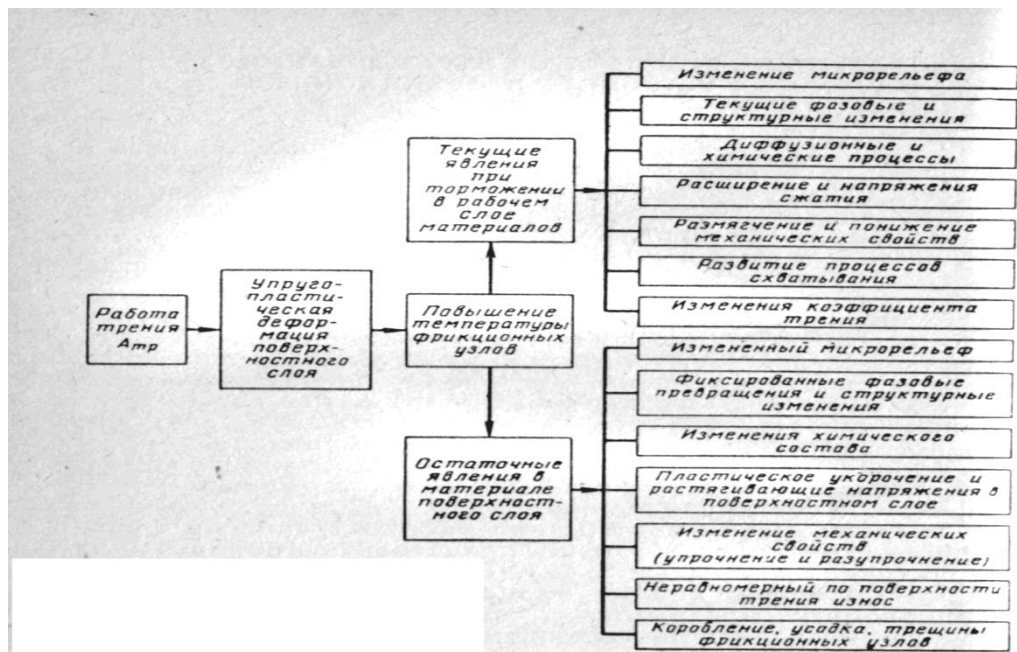 Работа
трения
Aтр
Упруго-
пласти-
ческая
дефор-
мация
поверх-
ностного
слоя
Повышение
температуры
фрикционных
узлов
Текущие
явления
при
торможении
в рабочем
слое
материалов
Остаточные
явления в
материале
поверхност-
ного слоя
Изменение микрорельефа
Текущие фазовые и
структурные изменения
Диффузионные и
химические процессы
Расширение и напряжения
сжатия
Размягчение и понижение
механических свойств
Развитие процессов
схватывания
Изменения коэффициента
трения
Измененный микрорельеф
Фиксированные фазовые
превращения и структурные
изменения
Изменения химического
состава
Пластическое укорочение и
растягивающие напряжения в
поверхностном слое
Изменение механических
свойств
(упрочнение и разупрочнение)
Неравномерный по поверхности
трения износ
Коробление, усадка, трещины
фрикционных узлов